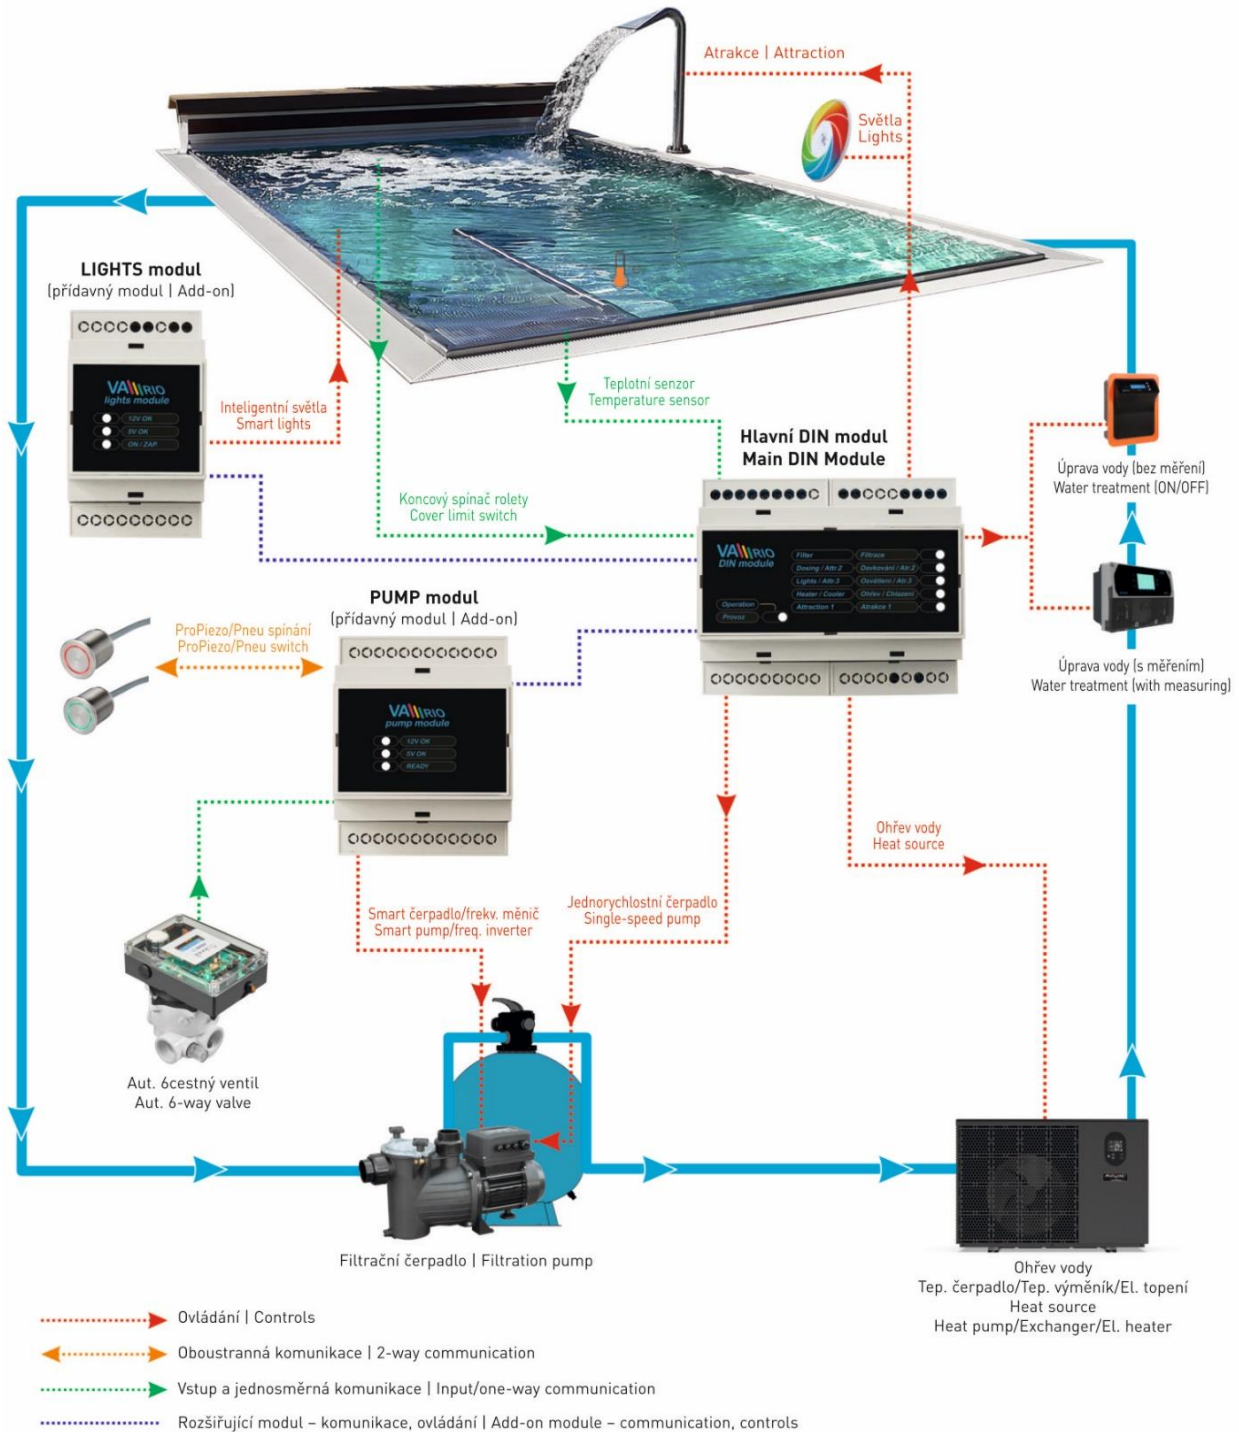 Atrakce | Attraction
Světla
Lights
LIGHTS modul
(přídavný modul | Add-on)
VA RIO
lights module
12V OK
5V OK
ON / ZAP.
Inteligentní světla
Smart lights
Teplotní senzor
Temperature sensor
Koncový spínač rolety
Cover limit switch
Hlavní DIN modul
Main DIN Module
VA RIO
DIN module
Filter Filtrace
Dosing / Attr.2 Dávkování / Atr.2
Lights / Attr.3 Osvětlení / Atr.3
Heater / Cooler Ohřev / Chlazení
Attraction 1 Atrakce 1
Operation
Provoz
Úprava vody (bez měření)
Water treatment (ON/OFF)
Úprava vody (s měřením)
Water treatment (with measuring)
PUMP modul
(přídavný modul | Add-on)
ProPiezo/Pneu spínání
ProPiezo/Pneu switch
VA RIO
pump module
12V OK
5V OK
READY
Ohřev vody
Heat source
Smart čerpadlo/frekv. měnič
Smart pump/freq. inverter
Jednorychlostní čerpadlo
Single-speed pump
Aut. 6cestný ventil
Aut. 6-way valve
Filtrační čerpadlo | Filtration pump
Ohřev vody
Tep. čerpadlo/Tep. výměník/El. topení
Heat source
Heat pump/Exchanger/El. heater
Ovládání | Controls
Oboustranná komunikace | 2-way communication
Vstup a jednosměrná komunikace | Input/one-way communication
Rozšiřující modul – komunikace, ovládání | Add-on module – communication, controls